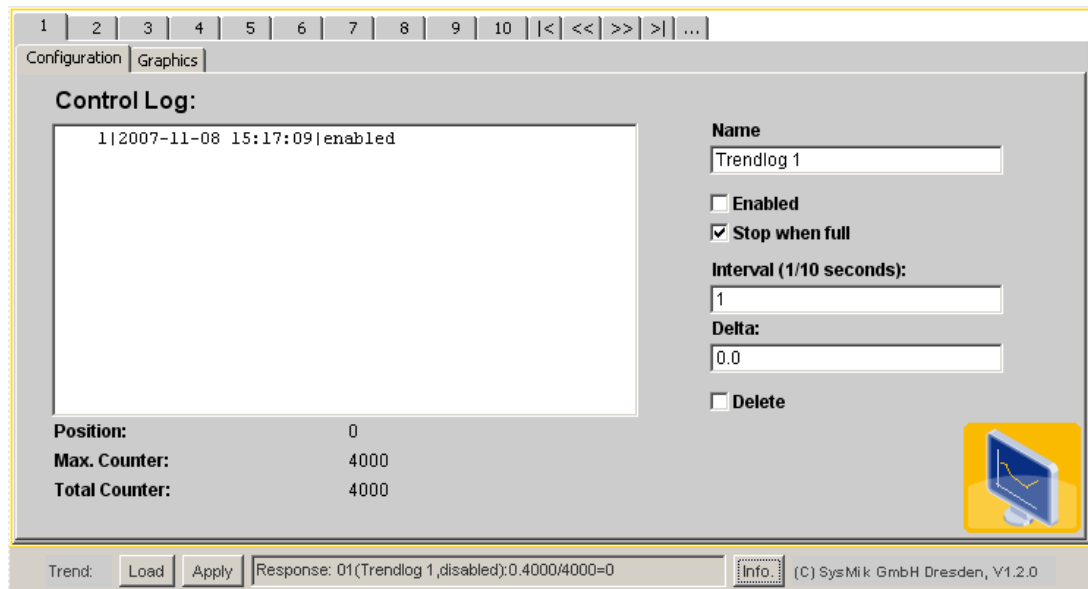 1 2 3 4 5 6 7 8 9 10 |< << >> >| ...
Configuration Graphics
Control Log:
1|2007-11-08 15:17:09|enabled
Name
Trendlog 1
Enabled
Stop when full
Interval (1/10 seconds):
1
Delta:
0.0
Delete
Position: 0
Max. Counter: 4000
Total Counter: 4000
Trend: Load Apply Response: 01(Trendlog 1,disabled):0.4000/4000=0 Info. (C) SysMik GmbH Dresden, V1.2.0